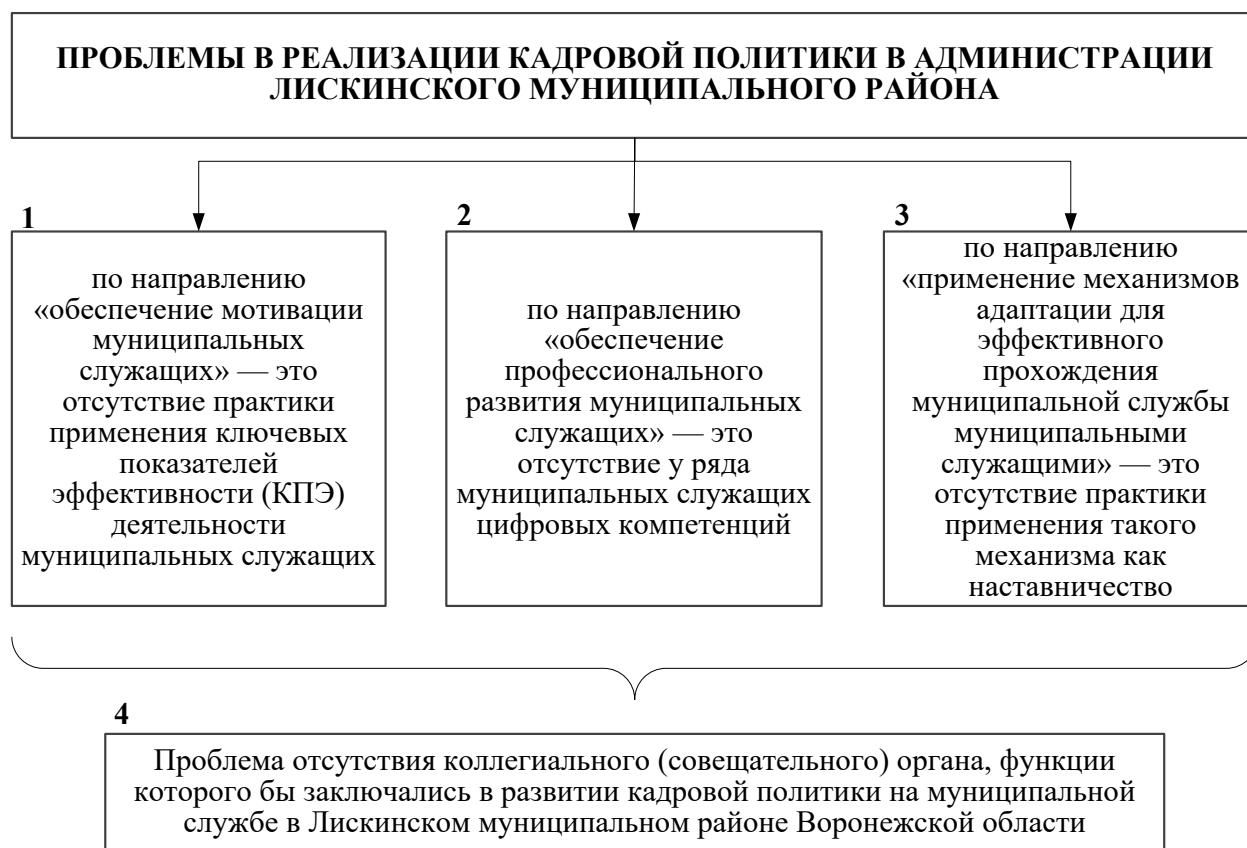 ПРОБЛЕМЫ В РЕАЛИЗАЦИИ КАДРОВОЙ ПОЛИТИКИ В АДМИНИСТРАЦИИ
ЛИСКИНСКОГО МУНИЦИПАЛЬНОГО РАЙОНА
1
по направлению
«обеспечение мотивации
муниципальных
служащих» — это
отсутствие практики
применения ключевых
показателей
эффективности (КПЭ)
деятельности
муниципальных служащих
2
по направлению
«обеспечение
профессионального
развития муниципальных
служащих» — это
отсутствие у ряда
муниципальных служащих
цифровых компетенций
3
по направлению
«применение механизмов
адаптации для
эффективного
прохождения
муниципальной службы
муниципальными
служащими» — это
отсутствие практики
применения такого
механизма как
наставничество
4
Проблема отсутствия коллегиального (совещательного) органа, функции
которого бы заключались в развитии кадровой политики на муниципальной
службе в Лискинском муниципальном районе Воронежской области